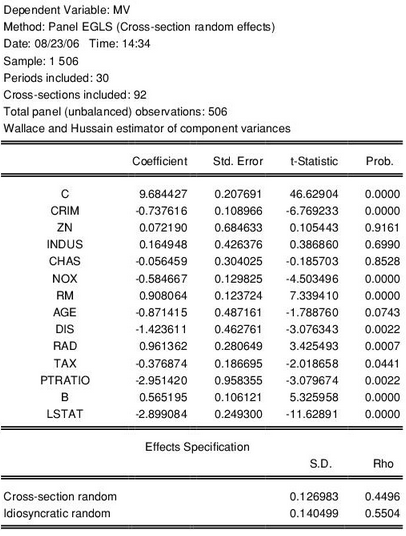 Dependent Variable: MV
Method: Panel EGLS (Cross-section random effects)
Date: 08/23/06 Time: 14:34
Sample: 1 506
Periods included: 30
Cross-sections included: 92
Total panel (unbalanced) observations: 506
Wallace and Hussain estimator of component variances
Coefficient Std. Error t-Statistic Prob.
C 9.684427 0.207691 46.62904 0.0000
CRIM -0.737616 0.108966 -6.769233 0.0000
ZN 0.072190 0.684633 0.105443 0.9161
INDUS 0.164948 0.426376 0.386860 0.6990
CHAS -0.056459 0.304025 -0.185703 0.8528
NOX -0.584667 0.129825 -4.503496 0.0000
RM 0.908064 0.123724 7.339410 0.0000
AGE -0.871415 0.487161 -1.788760 0.0743
DIS -1.423611 0.462761 -3.076343 0.0022
RAD 0.961362 0.280649 3.425493 0.0007
TAX -0.376874 0.186695 -2.018658 0.0441
PTRATIO -2.951420 0.958355 -3.079674 0.0022
B 0.565195 0.106121 5.325958 0.0000
LSTAT -2.899084 0.249300 -11.62891 0.0000
Effects Specification
S.D. Rho
Cross-section random 0.126983 0.4496
Idiosyncratic random 0.140499 0.5504